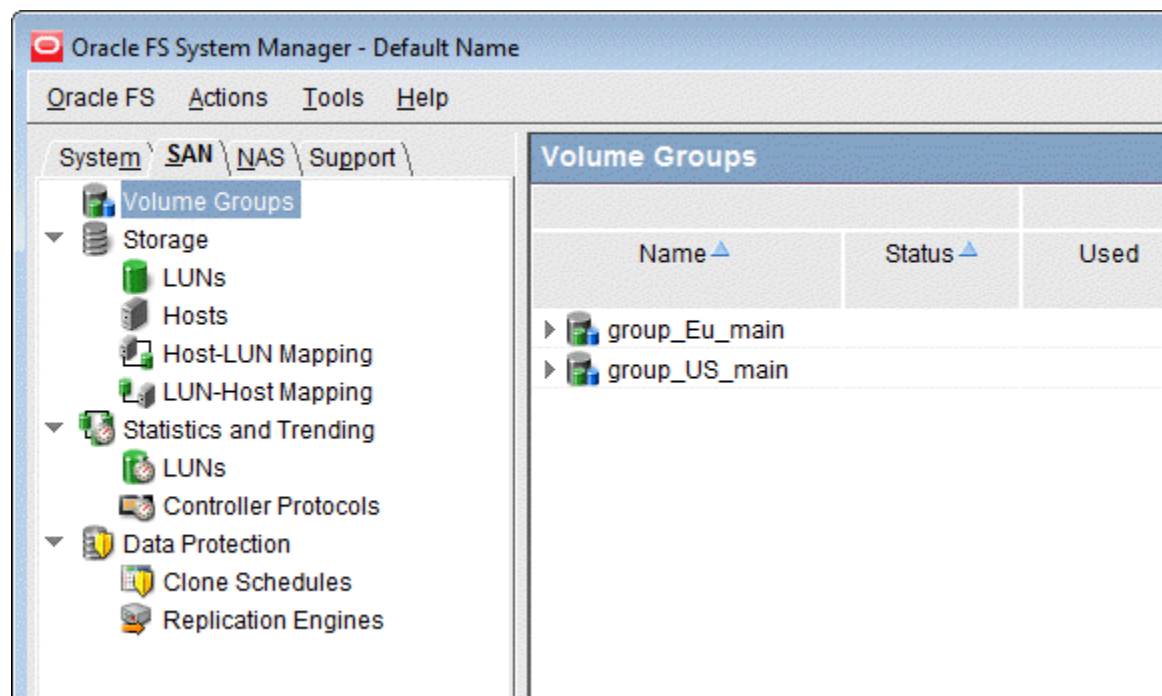 Oracle FS System Manager - Default Name
Oracle FS Actions Tools Help
System SAN NAS Support
Volume Groups
Storage
LUNs
Hosts
Host-LUN Mapping
LUN-Host Mapping
Statistics and Trending
LUNs
Controller Protocols
Data Protection
Clone Schedules
Replication Engines
Volume Groups
Name Status Used
group_Eu_main
group_US_main